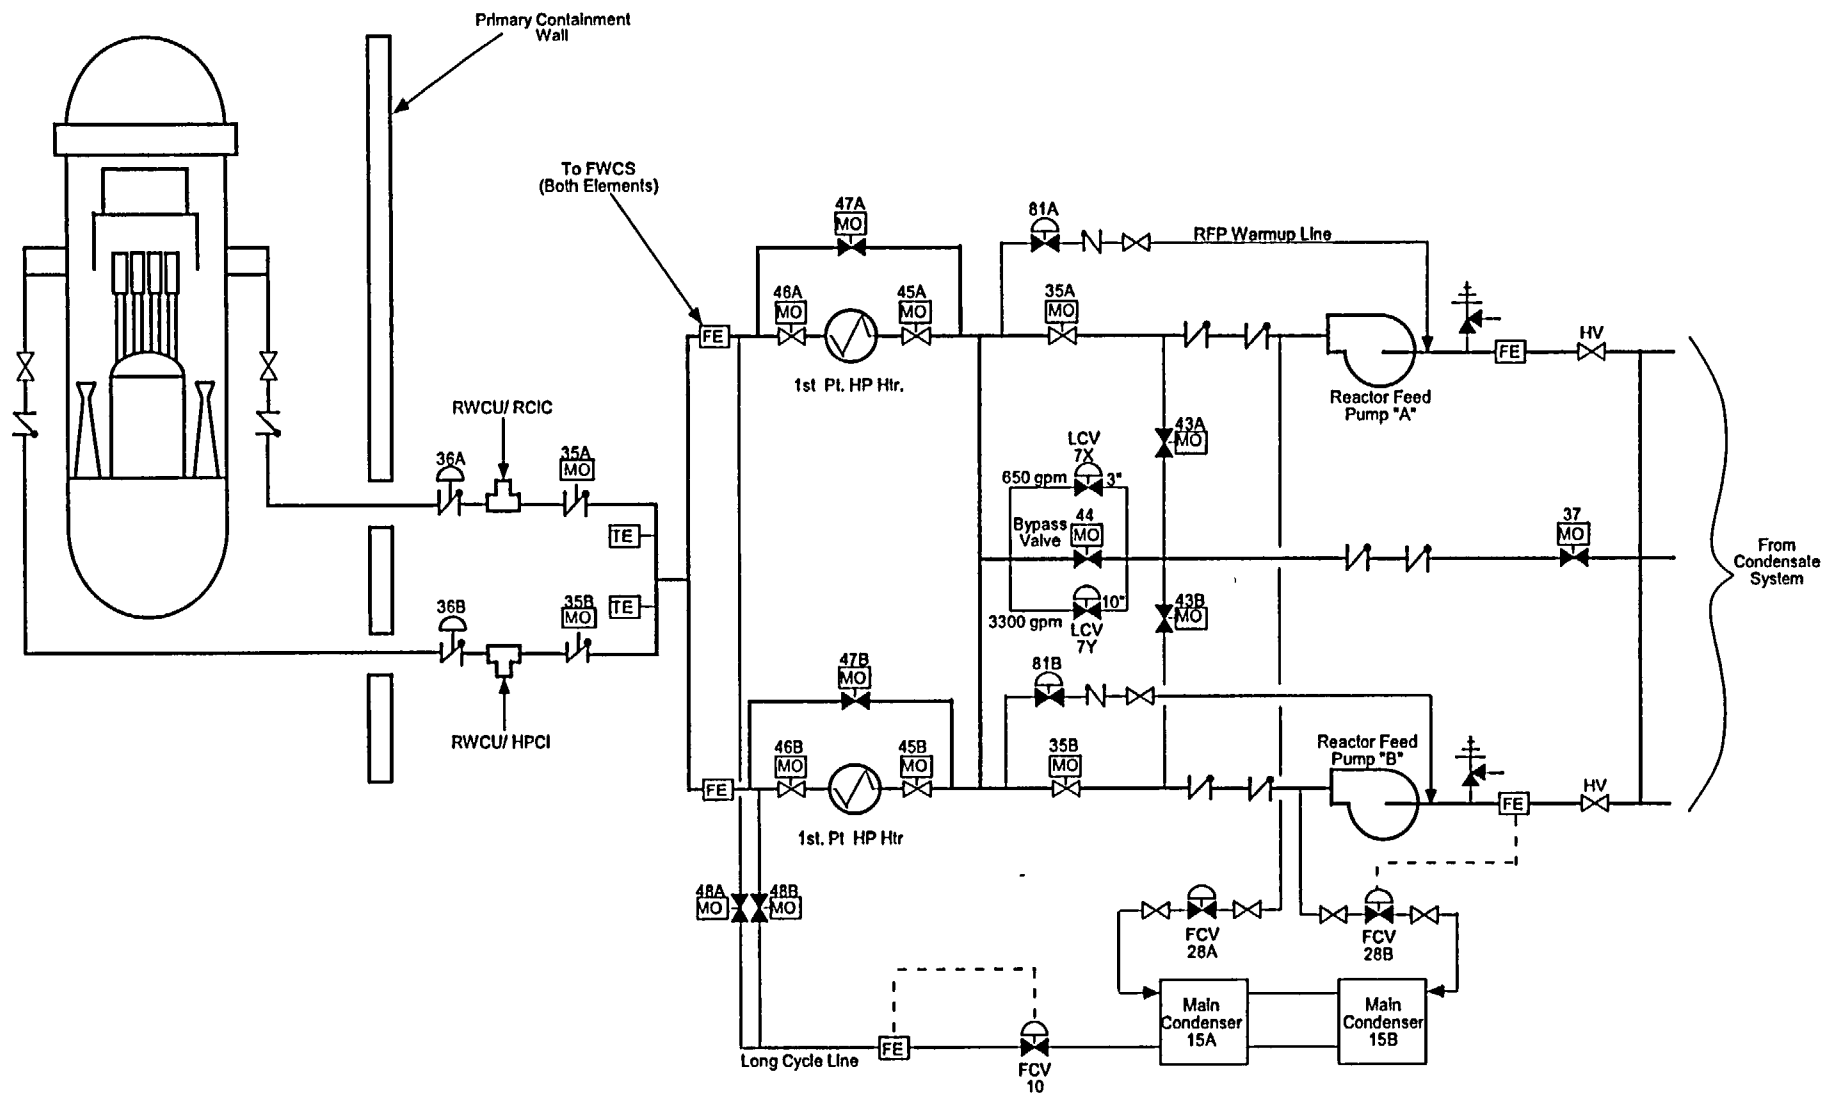 Primary Containment
Wall
To FWCS
(Both Elements)
47A
MO
81A
RFP Warmup Line
46A
MO
45A
MO
35A
MO
FE
1st Pt. HP Htr.
HV
FE
Reactor Feed
Pump "A"
RWCU/ RCIC
36A
35A
MO
TE
43A
MO
LCV
7X
650 gpm
3"
Bypass
Valve
44
MO
37
MO
From
Condensate
System
36B
35B
MO
TE
10"
3300 gpm
LCV
7Y
43B
MO
47B
MO
81B
RWCU/ HPCI
46B
MO
45B
MO
35B
MO
Reactor Feed
Pump "B"
FE
HV
FE
1st. Pt HP Htr
48A
MO
48B
MO
FCV
28A
FCV
28B
Main
Condenser
15A
Main
Condenser
15B
Long Cycle Line
FE
FCV
10